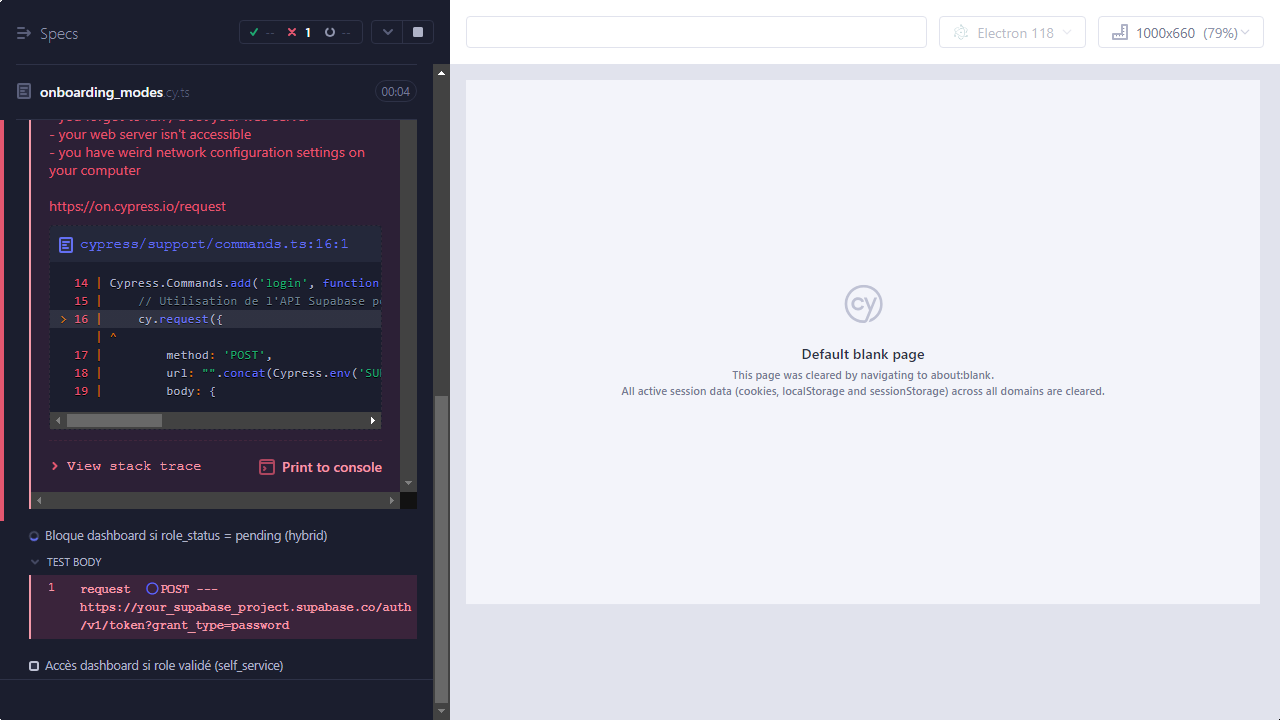 Specs
-- 1 --
Electron 118
1000x660 (79%)
onboarding_modes.cy.ts
00:04
- your web server isn't accessible
- you have weird network configuration settings on
your computer
https://on.cypress.io/request
cypress/support/commands.ts:16:1
14 | Cypress.Commands.add('login', function
15 | // Utilisation de l'API Supabase
> 16 | cy.request({
| ^
17 | method: 'POST',
18 | url: "".concat(Cypress.env('SU
19 | body: {
View stack trace
Print to console
Bloque dashboard si role_status = pending (hybrid)
TEST BODY
1 request POST ---
https://your_supabase_project.supabase.co/auth
/v1/token?grant_type=password
Accès dashboard si role validé (self_service)
cy
Default blank page
This page was cleared by navigating to about:blank.
All active session data (cookies, localStorage and sessionStorage) across all domains are cleared.